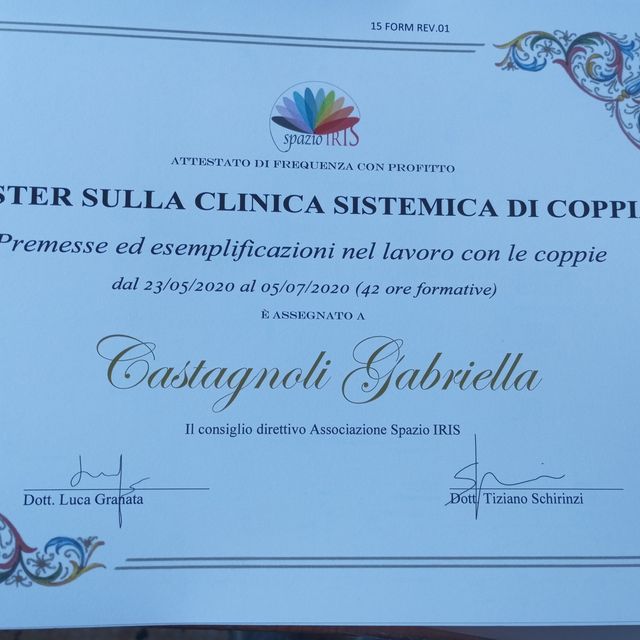 15 FORM REV.01
spazio IRIS
ATTESTATO DI FREQUENZA CON PROFITTO
STER SULLA CLINICA SISTEMICA DI COPPI
Premesse ed esemplificazioni nel lavoro con le coppie
dal 23/05/2020 al 05/07/2020 (42 ore formative)
È ASSEGNATO A
Castagnoli Gabriella
Il consiglio direttivo Associazione Spazio IRIS
Dott. Luca Granata
Dott. Tiziano Schirinzi